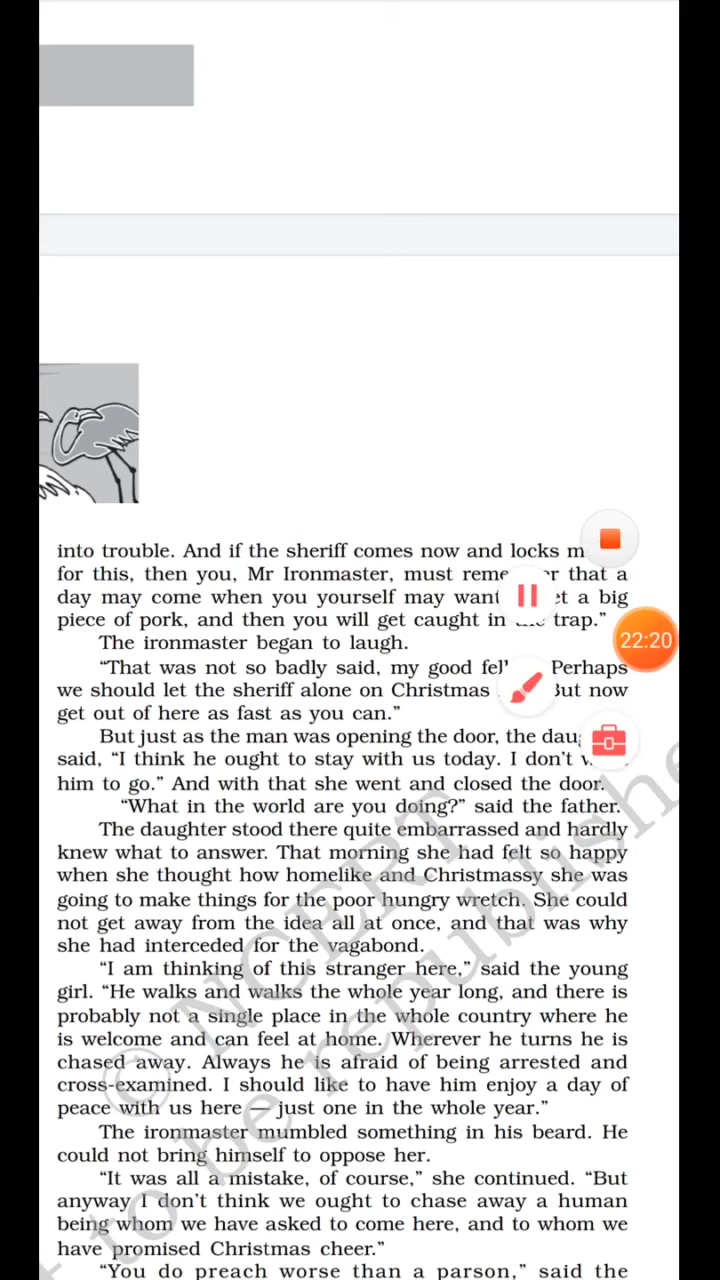 into trouble. And if the sheriff comes now and locks m
for this, then you, Mr Ironmaster, must reme r that a
day may come when you yourself may want et a big
piece of pork, and then you will get caught in trap.”
The ironmaster began to laugh.
“That was not so badly said, my good fel Perhaps
we should let the sheriff alone on Christmas But now
get out of here as fast as you can.”
But just as the man was opening the door, the dau
said, “I think he ought to stay with us today. I don’t
him to go.” And with that she went and closed the door.
“What in the world are you doing?” said the father.
The daughter stood there quite embarrassed and hardly
knew what to answer. That morning she had felt so happy
when she thought how homelike and Christmassy she was
going to make things for the poor hungry wretch. She could
not get away from the idea all at once, and that was why
she had interceded for the vagabond.
“I am thinking of this stranger here,” said the young
girl. “He walks and walks the whole year long, and there is
probably not a single place in the whole country where he
is welcome and can feel at home. Wherever he turns he is
chased away. Always he is afraid of being arrested and
cross-examined. I should like to have him enjoy a day of
peace with us here — just one in the whole year.”
The ironmaster mumbled something in his beard. He
could not bring himself to oppose her.
“It was all a mistake, of course,” she continued. “But
anyway I don’t think we ought to chase away a human
being whom we have asked to come here, and to whom we
have promised Christmas cheer.”
“You do preach worse than a parson,” said the
22:20
© NCERT
t to be republishe